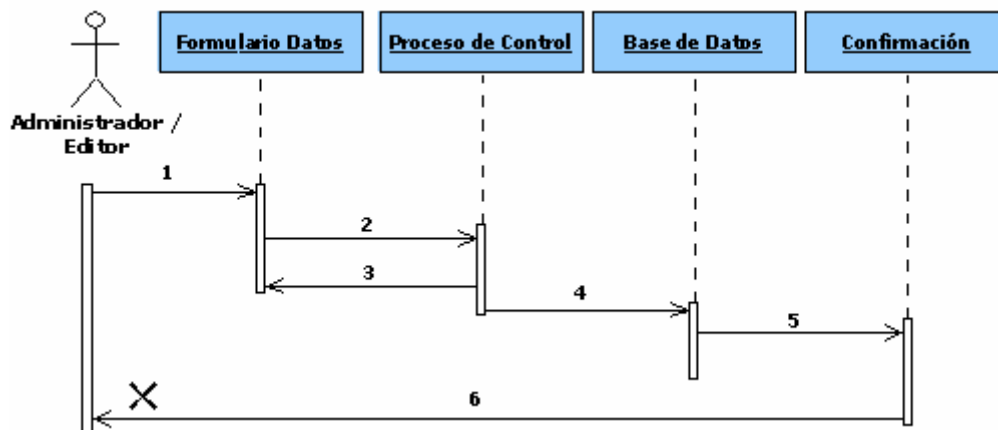 Formulario Datos
Proceso de Control
Base de Datos
Confirmación
Administrador /
Editor
1
2
3
4
5
6